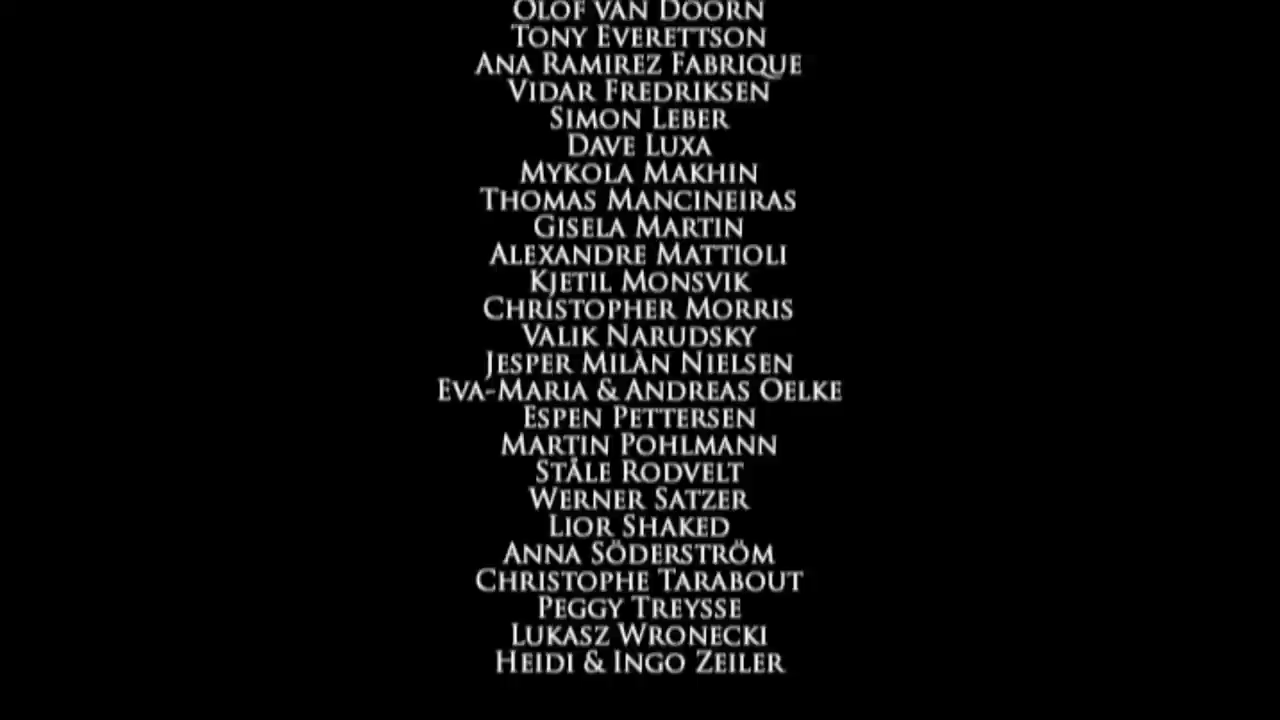 Olof van Doorn
Tony Everettson
Ana Ramirez Fabrique
Vidar Fredriksen
Simon Leber
Dave Luxa
Mykola Makhin
Thomas Mancineiras
Gisela Martin
Alexandre Mattioli
Kjetil Monsvik
Christopher Morris
Valik Narudsky
Jesper Milàn Nielsen
Eva-Maria & Andreas Oelke
Espen Pettersen
Martin Pohlmann
Ståle Rodvelt
Werner Satzer
Lior Shaked
Anna Söderström
Christophe Tarabout
Peggy Treysse
Lukasz Wronecki
Heidi & Ingo Zeiler